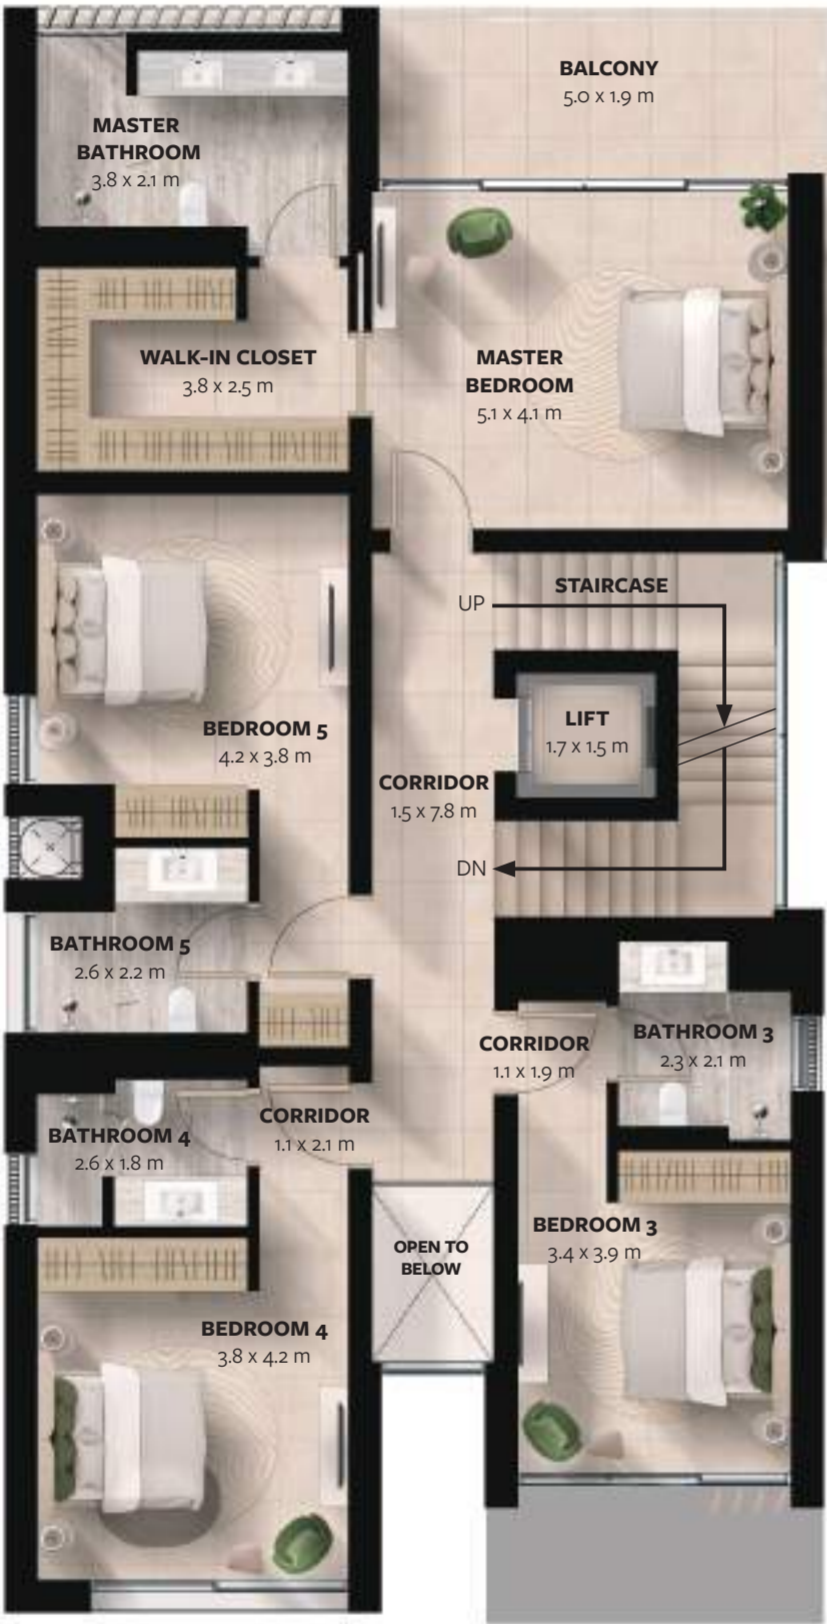 BALCONY
5.0 x 1.9 m
MASTER
BATHROOM
3.8 x 2.1 m
WALK-IN CLOSET
3.8 x 2.5 m
MASTER
BEDROOM
5.1 x 4.1 m
STAIRCASE
UP
LIFT
1.7 x 1.5 m
BEDROOM 5
4.2 x 3.8 m
CORRIDOR
1.5 x 7.8 m
DN
BATHROOM 5
2.6 x 2.2 m
CORRIDOR
1.1 x 1.9 m
BATHROOM 3
2.3 x 2.1 m
BATHROOM 4
2.6 x 1.8 m
CORRIDOR
1.1 x 2.1 m
BEDROOM 3
3.4 x 3.9 m
OPEN TO
BELOW
BEDROOM 4
3.8 x 4.2 m